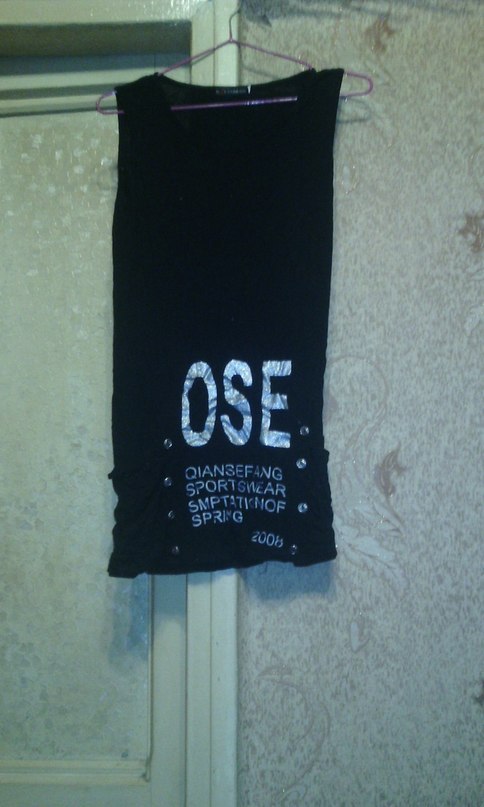 OSE
QIANSEFANG
SPORTSWEAR
SMPTATIKNOF
SPRING
2008